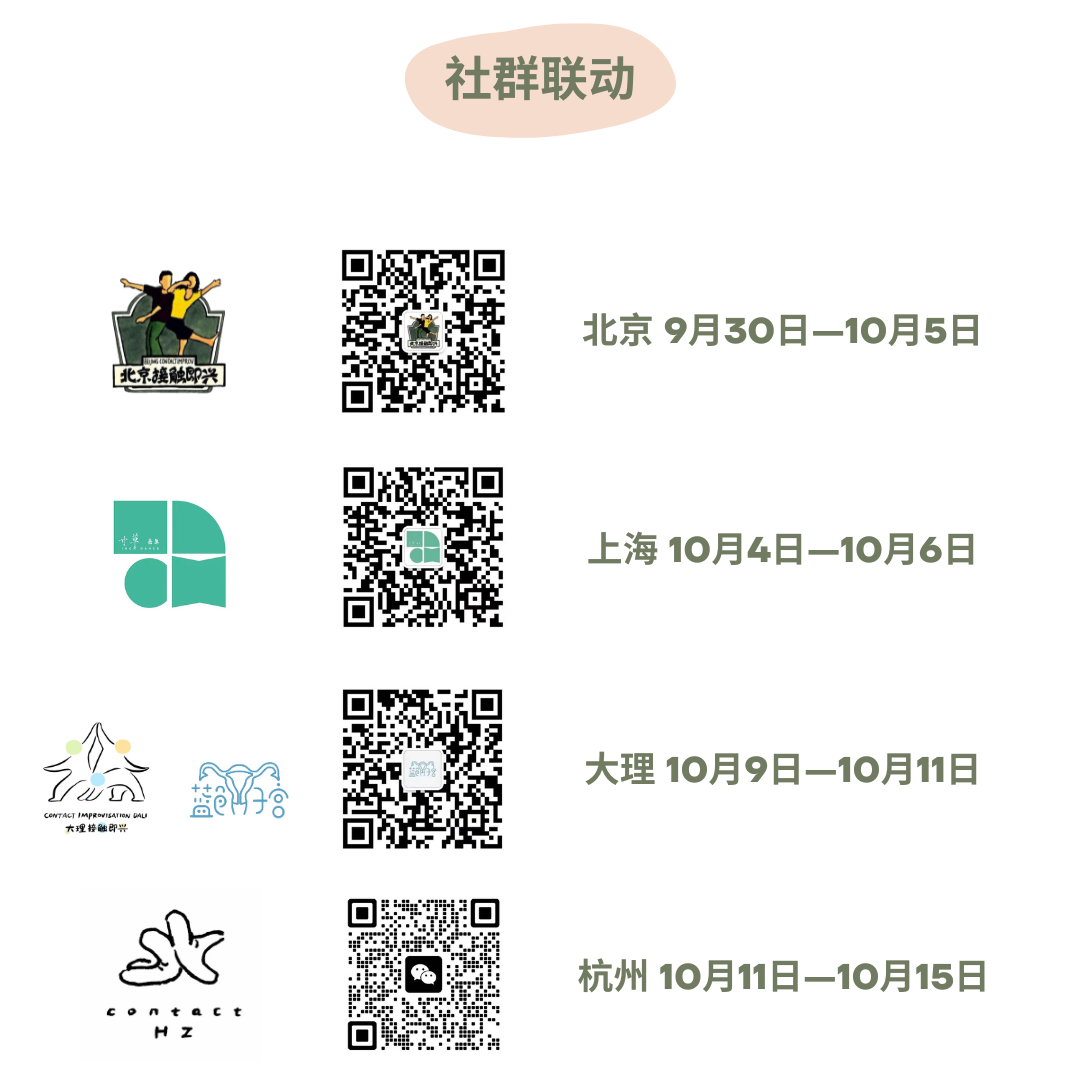 社群联动
BEIJING CONTACT IMPROV
北京接触即兴
北京 9月30日—10月5日
上海 10月4日—10月6日
CONTACT IMPROVISATION DALI
大理接触即兴
大理 10月9日—10月11日
contact
HZ
杭州 10月11日—10月15日